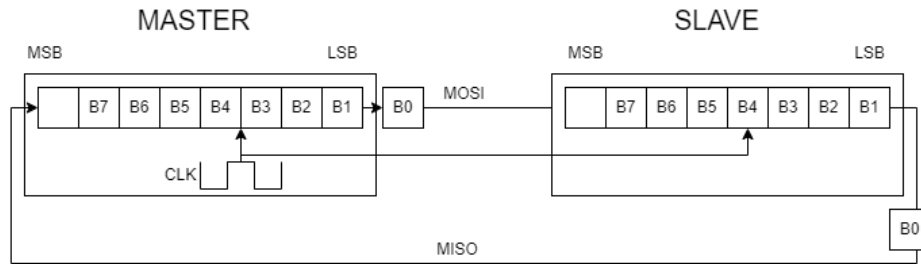 MASTER SLAVE
MSB LSB MSB LSB
B7 B6 B5 B4 B3 B2 B1 B0 MOSI B7 B6 B5 B4 B3 B2 B1
CLK
B0
MISO